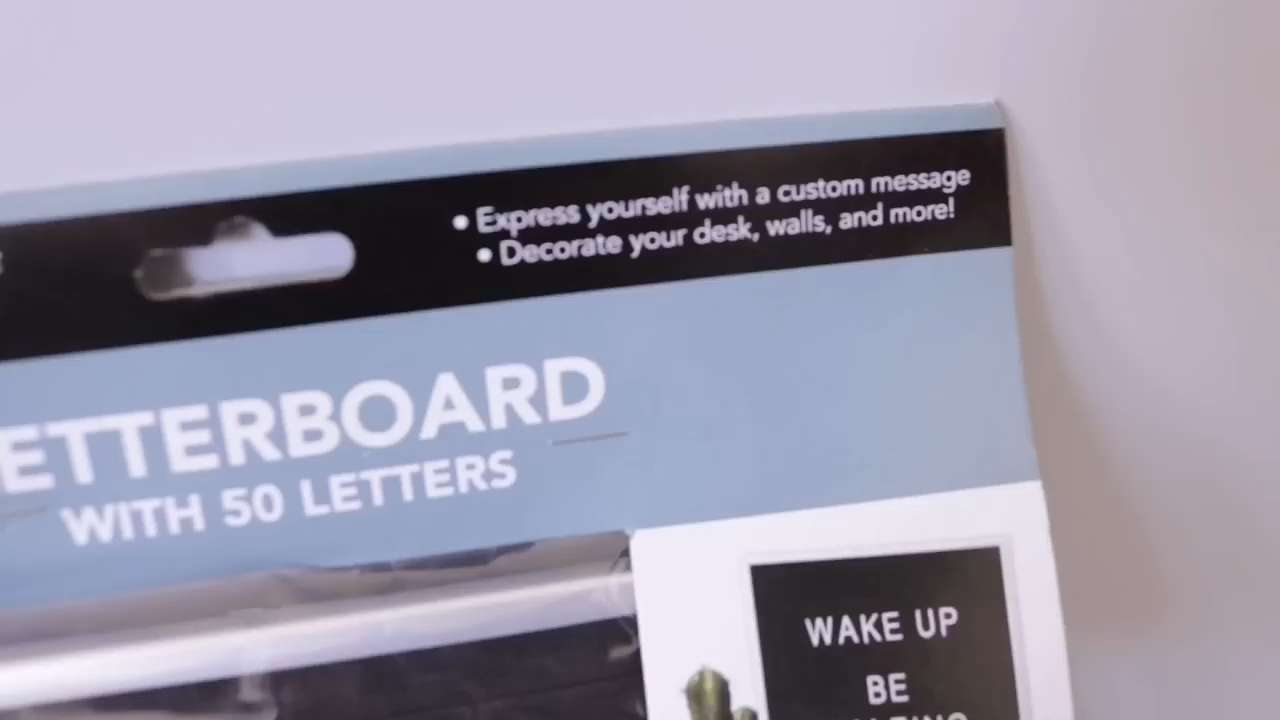 • Express yourself with a custom message
• Decorate your desk, walls, and more!
ETTERBOARD
WITH 50 LETTERS
WAKE UP
BE